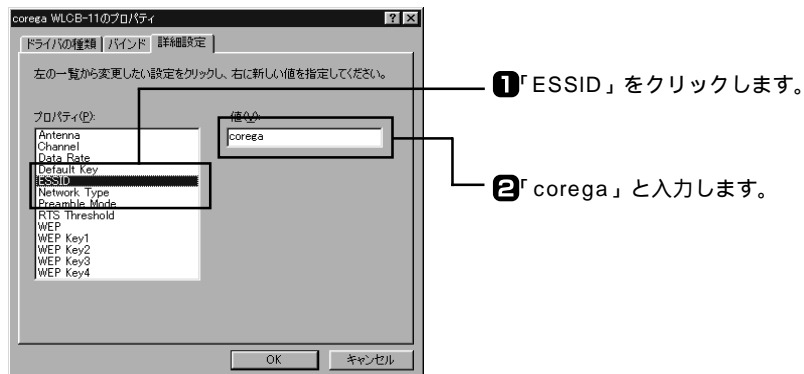 corega WLCB-11のプロパティ
ドライバの種類 バインド 詳細設定
左の一覧から変更したい設定をクリックし、右に新しい値を指定してください。
プロパティ(P):
Antenna
Channel
Data Rate
Default Key
ESSID
Network Type
Preamble Mode
RTS Threshold
WEP
WEP Key1
WEP Key2
WEP Key3
WEP Key4
値(V):
corega
OK キャンセル
1「ESSID」をクリックします。
2「corega」と入力します。